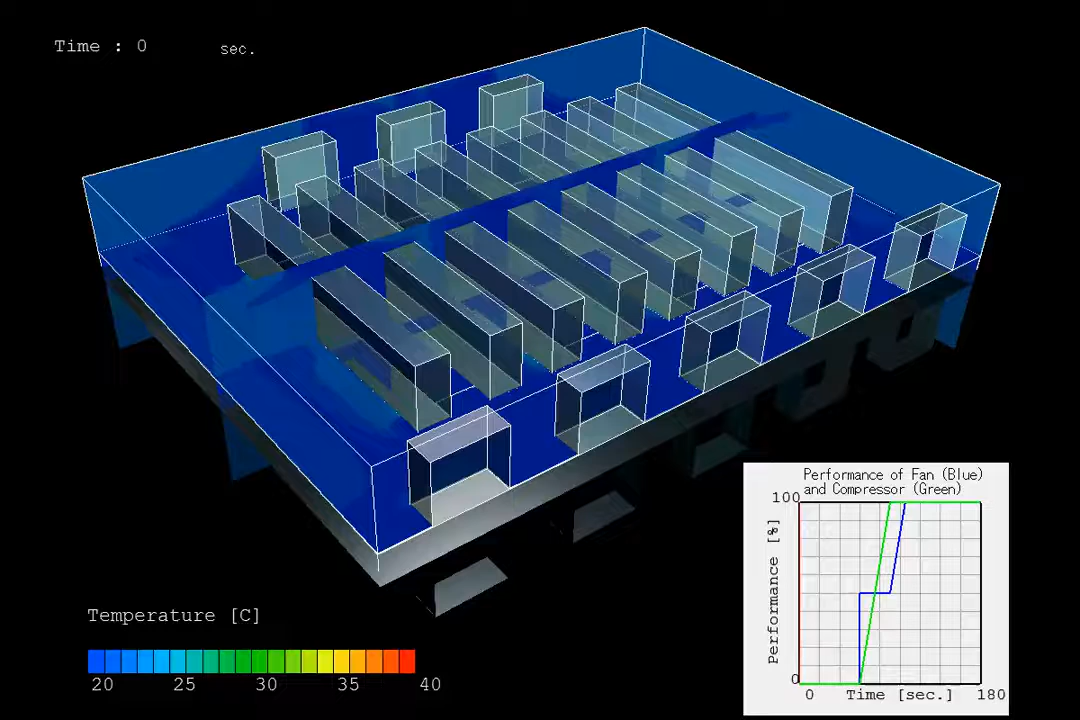 Time : 0 sec.
Performance of Fan (Blue)
and Compressor (Green)
100
Performance [%]
0
0 Time [sec.] 180
Temperature [C]
20 25 30 35 40